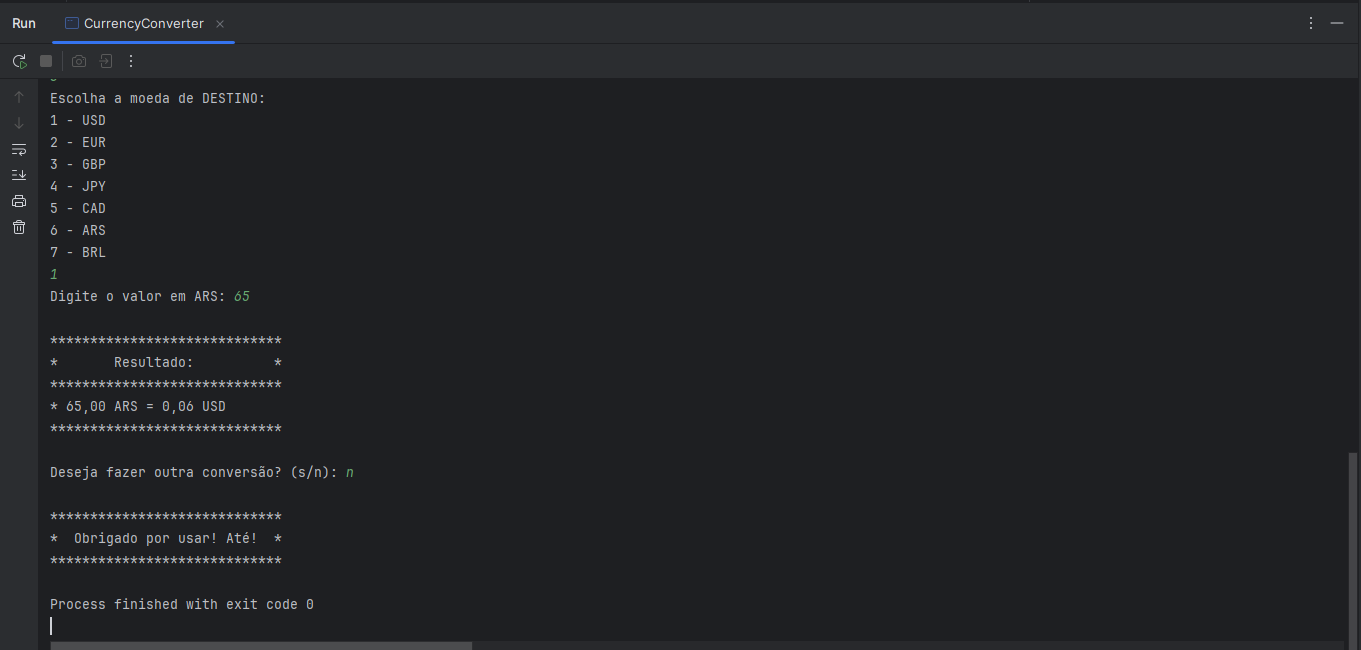 Run CurrencyConverter
Escolha a moeda de DESTINO:
1 - USD
2 - EUR
3 - GBP
4 - JPY
5 - CAD
6 - ARS
7 - BRL
1
Digite o valor em ARS: 65
*****************************
*       Resultado:          *
*****************************
* 65,00 ARS = 0,06 USD
*****************************
Deseja fazer outra conversão? (s/n): n
*****************************
*  Obrigado por usar! Até!  *
*****************************
Process finished with exit code 0